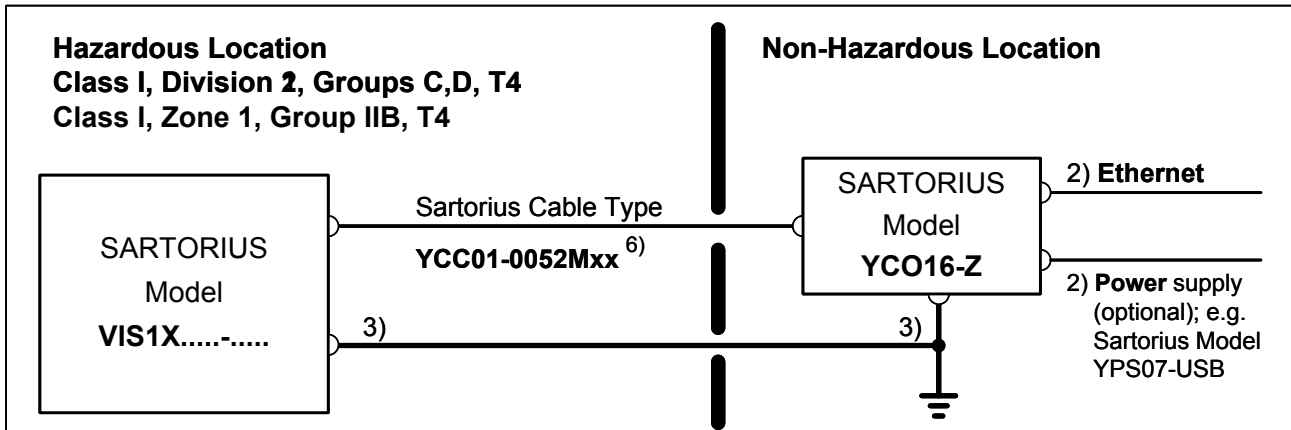 Hazardous Location
Class I, Division , Groups C,D, T4
Class I, Zone 1, Group IIB, T4
SARTORIUS
Model
VIS1X.....-.....
Sartorius Cable Type
YCC01-0052Mxx 6)
3)
Non-Hazardous Location
SARTORIUS
Model
YCO16-Z
3)
2) Ethernet
2) Power supply
(optional); e.g.
Sartorius Model
YPS07-USB